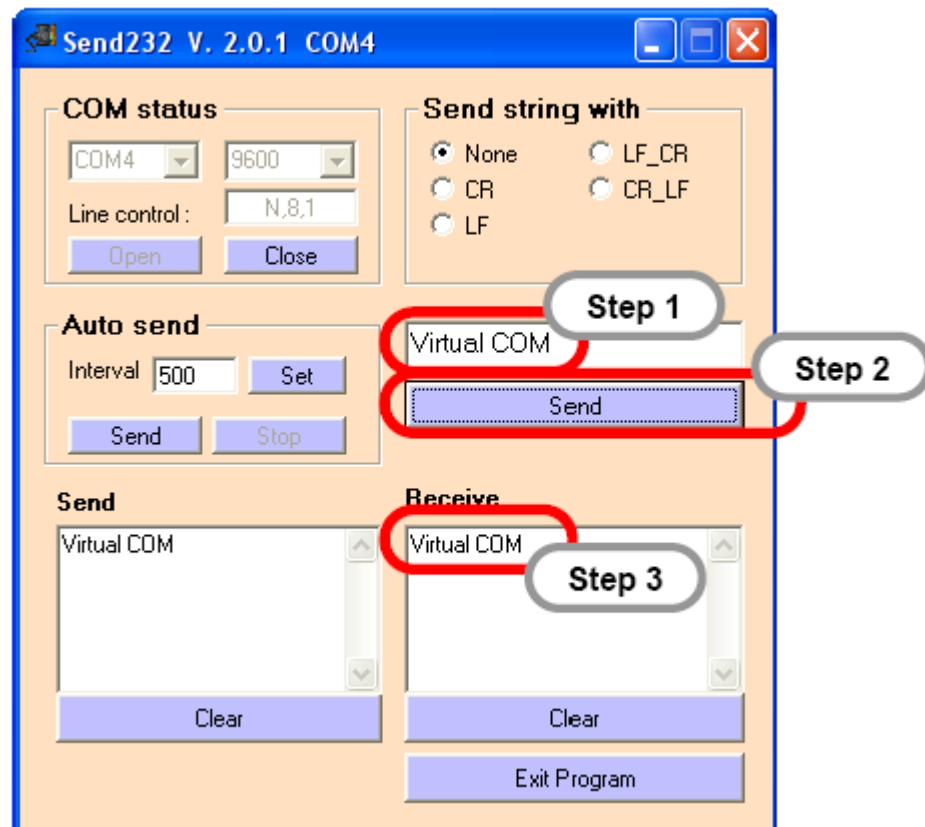 Send232 V. 2.0.1 COM4
COM status
COM4
9600
Line control :
N,8,1
Open
Close
Send string with
None
LF_CR
CR
CR_LF
LF
Auto send
Interval
500
Set
Send
Stop
Step 1
Virtual COM
Step 2
Send
Send
Virtual COM
Clear
Receive
Virtual COM
Step 3
Clear
Exit Program